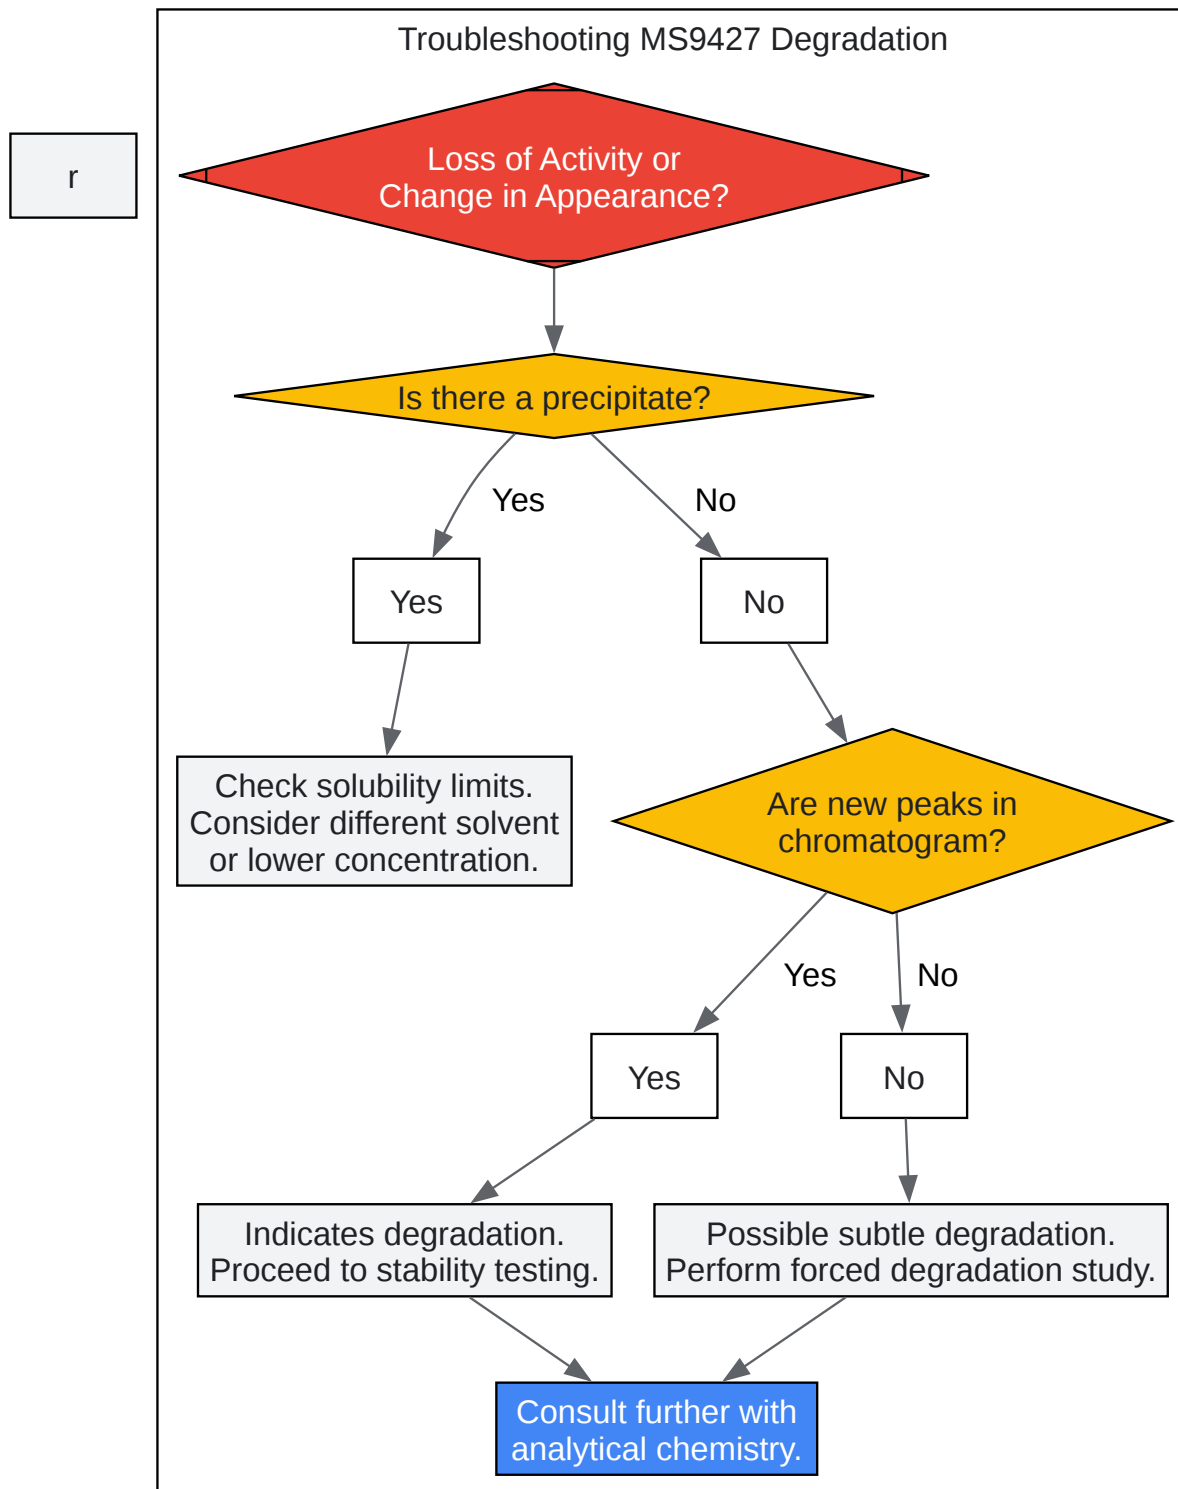 Troubleshooting MS9427 Degradation
r
Loss of Activity or
Change in Appearance?
Is there a precipitate?
Yes
No
Yes
No
Check solubility limits.
Consider different solvent
or lower concentration.
Are new peaks in
chromatogram?
Yes
No
Yes
No
Indicates degradation.
Proceed to stability testing.
Possible subtle degradation.
Perform forced degradation study.
Consult further with
analytical chemistry.